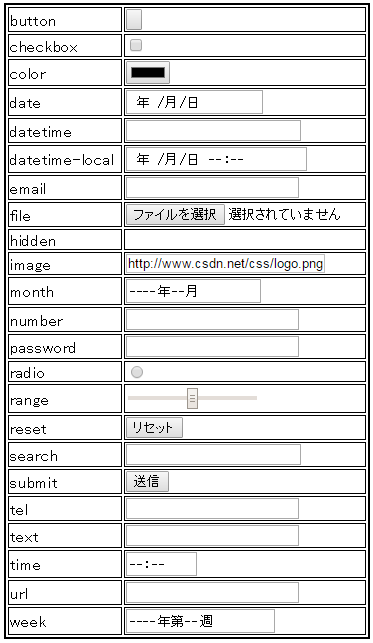 button
checkbox
color
date 年 /月/日
datetime
datetime-local 年 /月/日 --:--
email
file ファイルを選択 選択されていません
hidden
image http://www.csdn.net/css/logo.png
month ----年--月
number
password
radio
range
reset リセット
search
submit 送信
tel
text
time --:--
url
week ----年第--週